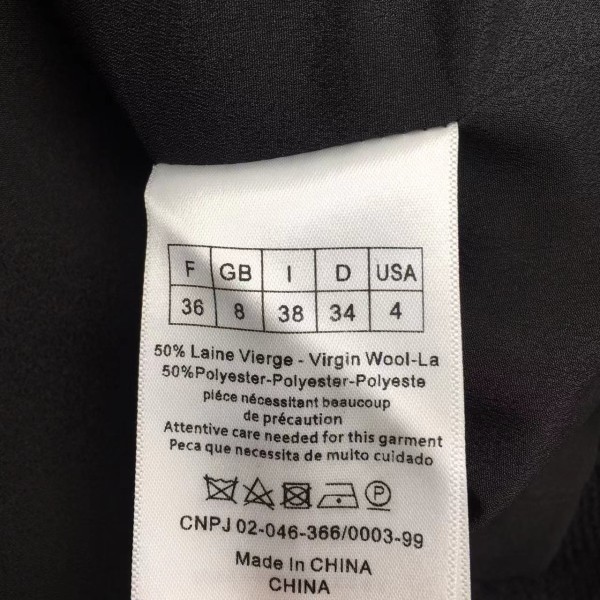 F GB I D USA
36 8 38 34 4
50% Laine Vierge - Virgin Wool-La
50%Polyester-Polyester-Polyeste
piéce nécessitant beaucoup
de précaution
Attentive care needed for this garment
Peca que necessita de muito cuidado
P
CNPJ 02-046-366/0003-99
Made In CHINA
CHINA